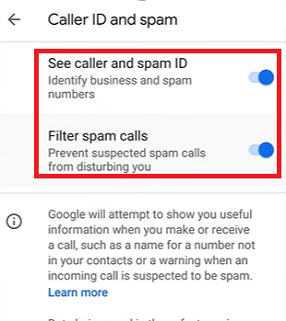 Caller ID and spam
See caller and spam ID
Identify business and spam
numbers
Filter spam calls
Prevent suspected spam calls
from disturbing you
Google will attempt to show you useful
information when you make or receive
a call, such as a name for a number not
in your contacts or a warning when an
incoming call is suspected to be spam.
Learn more